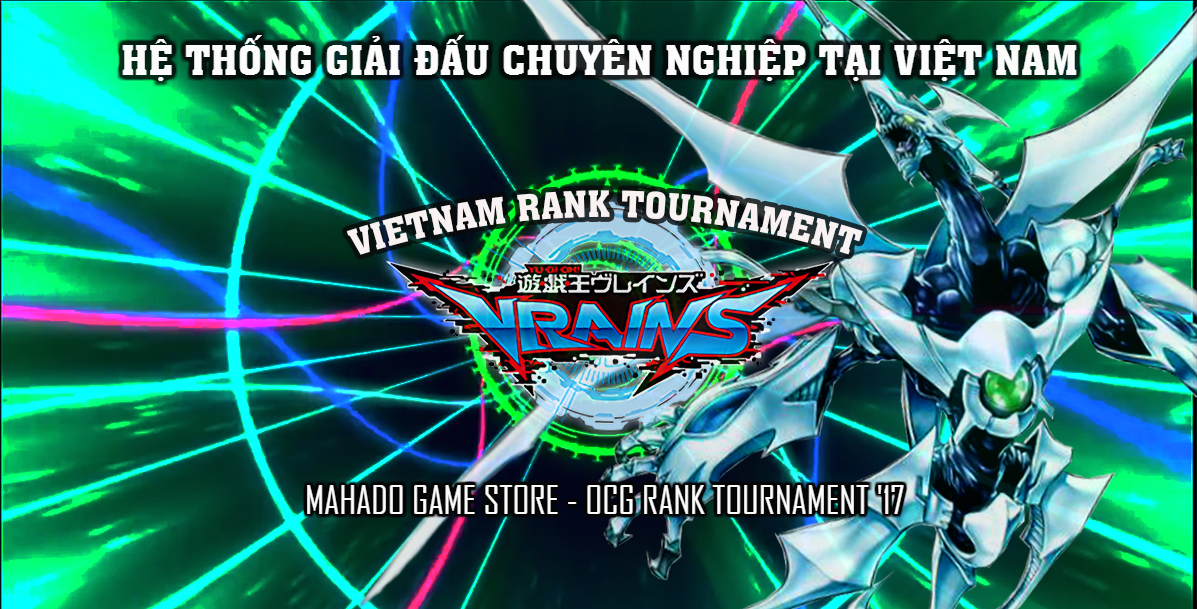 HỆ THỐNG GIẢI ĐẤU CHUYÊN NGHIỆP TẠI VIỆT NAM
VIETNAM RANK TOURNAMENT
YU-GI-OH!
遊戯王ヴレインズ
VRAINS
MAHADO GAME STORE - OCG RANK TOURNAMENT '17